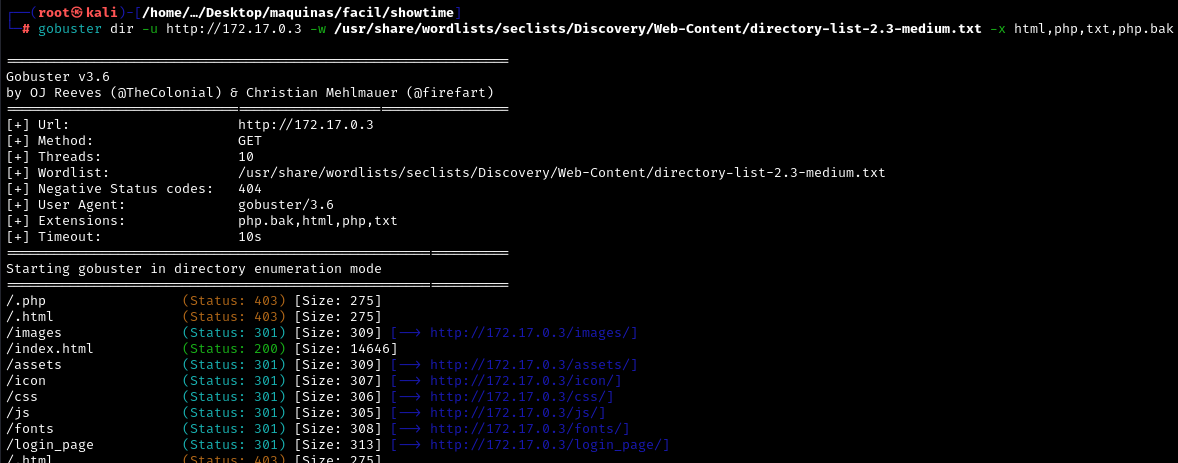 ┌──(root㉿kali)-[/home/…/Desktop/maquinas/facil/showtime]
└─# gobuster dir -u http://172.17.0.3 -w /usr/share/wordlists/seclists/Discovery/Web-Content/directory-list-2.3-medium.txt -x html,php,txt,php.bak
===============================================================
Gobuster v3.6
by OJ Reeves (@TheColonial) & Christian Mehlmauer (@firefart)
===============================================================
[+] Url:                     http://172.17.0.3
[+] Method:                  GET
[+] Threads:                 10
[+] Wordlist:                /usr/share/wordlists/seclists/Discovery/Web-Content/directory-list-2.3-medium.txt
[+] Negative Status codes:   404
[+] User Agent:              gobuster/3.6
[+] Extensions:              php.bak,html,php,txt
[+] Timeout:                 10s
===============================================================
Starting gobuster in directory enumeration mode
===============================================================
/.php                 (Status: 403) [Size: 275]
/.html                (Status: 403) [Size: 275]
/images               (Status: 301) [Size: 309] [--> http://172.17.0.3/images/]
/index.html           (Status: 200) [Size: 14646]
/assets               (Status: 301) [Size: 309] [--> http://172.17.0.3/assets/]
/icon                 (Status: 301) [Size: 307] [--> http://172.17.0.3/icon/]
/css                  (Status: 301) [Size: 306] [--> http://172.17.0.3/css/]
/js                   (Status: 301) [Size: 305] [--> http://172.17.0.3/js/]
/fonts                (Status: 301) [Size: 308] [--> http://172.17.0.3/fonts/]
/login_page           (Status: 301) [Size: 313] [--> http://172.17.0.3/login_page/]
/.html                (Status: 403) [Size: 275]